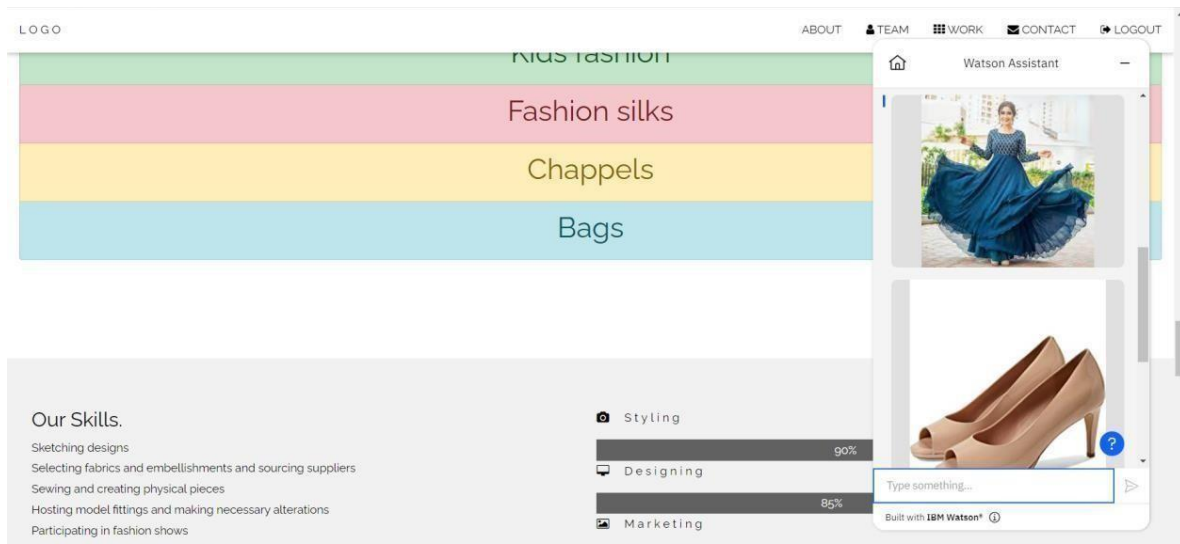 LOGO
ABOUT TEAM WORK CONTACT LOGOUT
Kids fashion
Fashion silks
Chappels
Bags
Our Skills.
Sketching designs
Selecting fabrics and embellishments and sourcing suppliers
Sewing and creating physical pieces
Hosting model fittings and making necessary alterations
Participating in fashion shows
Styling
90%
Designing
85%
Marketing
Watson Assistant
?
Type something...
Built with IBM Watson®